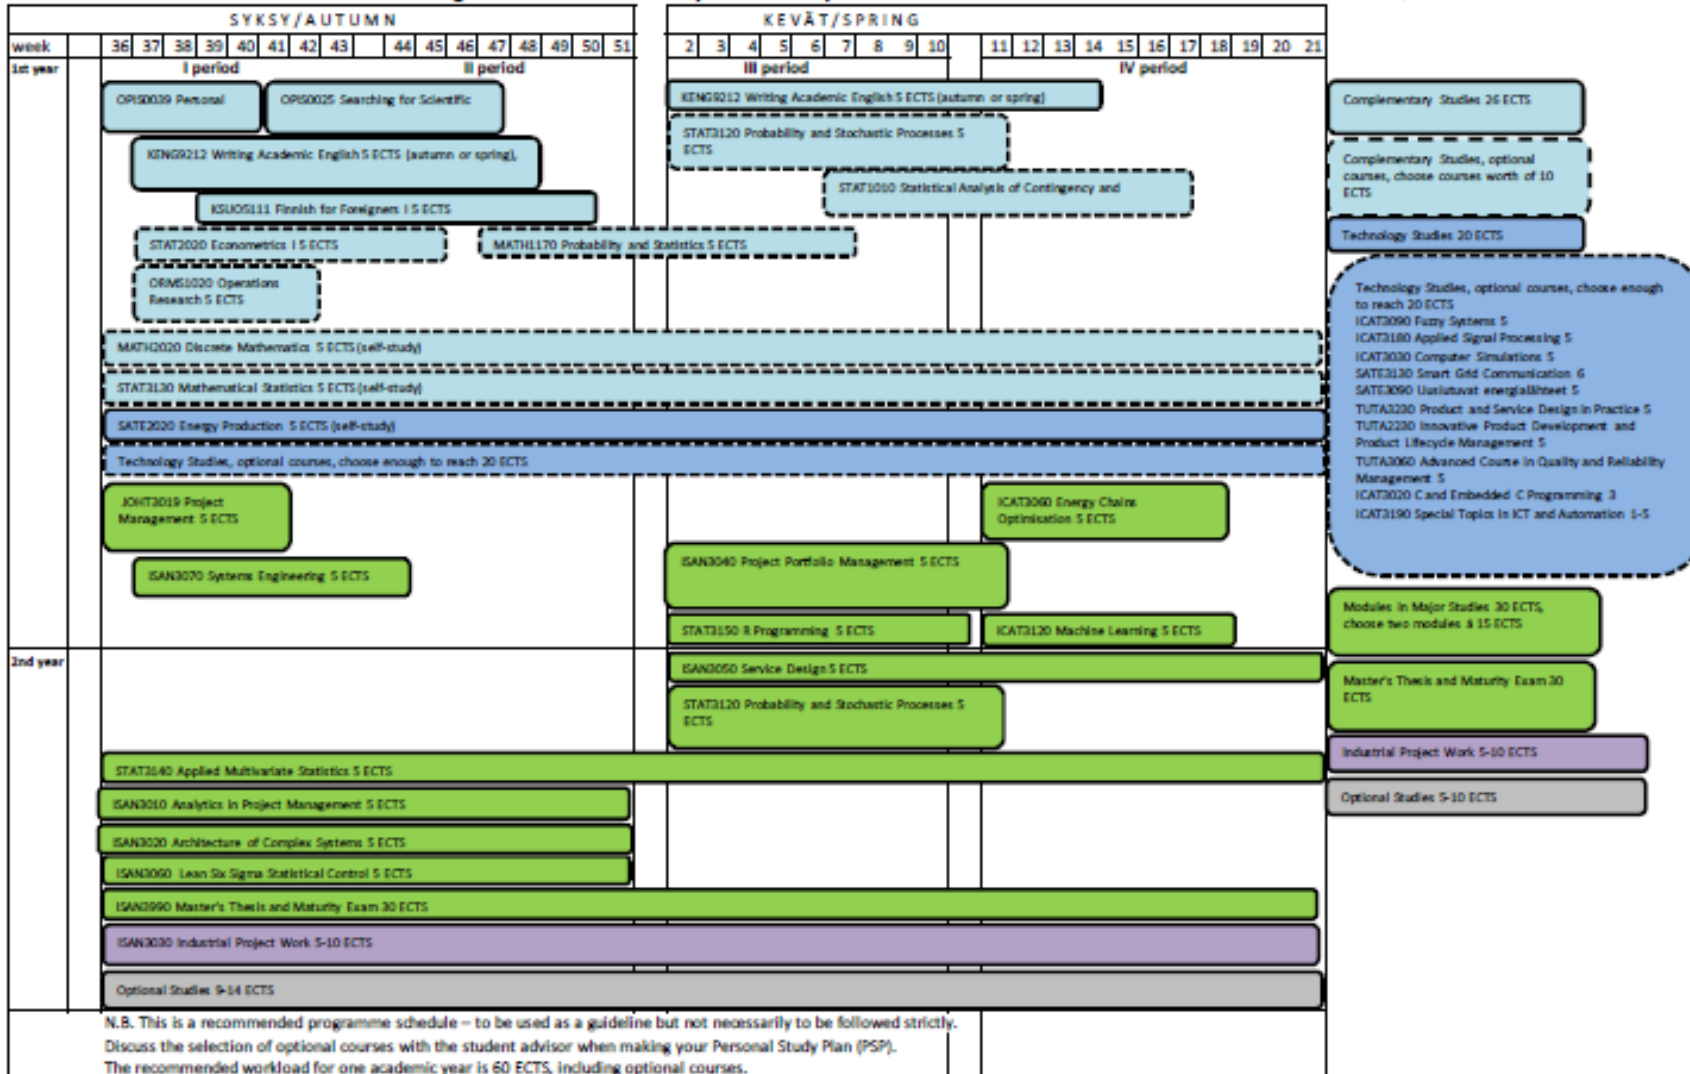 SYKSY/AUTUMN KEVÄT/SPRING
week 36 37 38 39 40 41 42 43 44 45 46 47 48 49 50 51 2 3 4 5 6 7 8 9 10 11 12 13 14 15 16 17 18 19 20 21
1st year I period II period III period IV period
OPIS0039 Personal
OPIS0025 Searching for Scientific
KENG9212 Writing Academic English 5 ECTS (autumn or spring)
Complementary Studies 26 ECTS
STAT3120 Probability and Stochastic Processes 5
ECTS
KENG9212 Writing Academic English 5 ECTS (autumn or spring),
Complementary Studies, optional
courses, choose courses worth of 10
ECTS
STAT1010 Statistical Analysis of Contingency and
KSUO5111 Finnish for Foreigners I 5 ECTS
STAT2020 Econometrics I 5 ECTS
MATH1170 Probability and Statistics 5 ECTS
Technology Studies 20 ECTS
ORMS1020 Operations
Research 5 ECTS
MATH2020 Discrete Mathematics 5 ECTS (self-study)
STAT3130 Mathematical Statistics 5 ECTS (self-study)
SATE2020 Energy Production 5 ECTS (self-study)
Technology Studies, optional courses, choose enough to reach 20 ECTS
Technology Studies, optional courses, choose enough
to reach 20 ECTS
ICAT3090 Fuzzy Systems 5
ICAT3180 Applied Signal Processing 5
ICAT3030 Computer Simulations 5
SATE3130 Smart Grid Communication 6
SATE3090 Uusiutuvat energialähteet 5
TUTA3230 Product and Service Design in Practice 5
TUTA2230 Innovative Product Development and
Product Lifecycle Management 5
TUTA3060 Advanced Course in Quality and Reliability
Management 5
ICAT3020 C and Embedded C Programming 3
ICAT3190 Special Topics in ICT and Automation 1-5
JOHT3019 Project
Management 5 ECTS
ICAT3060 Energy Chains
Optimisation 5 ECTS
ISAN3070 Systems Engineering 5 ECTS
ISAN3040 Project Portfolio Management 5 ECTS
STAT3150 R Programming 5 ECTS
ICAT3120 Machine Learning 5 ECTS
Modules in Major Studies 30 ECTS,
choose two modules à 15 ECTS
2nd year
ISAN3050 Service Design 5 ECTS
STAT3120 Probability and Stochastic Processes 5
ECTS
Master's Thesis and Maturity Exam 30
ECTS
STAT3140 Applied Multivariate Statistics 5 ECTS
Industrial Project Work 5-10 ECTS
ISAN3010 Analytics in Project Management 5 ECTS
Optional Studies 5-10 ECTS
ISAN3020 Architecture of Complex Systems 5 ECTS
ISAN3060 Lean Six Sigma Statistical Control 5 ECTS
ISAN3990 Master's Thesis and Maturity Exam 30 ECTS
ISAN3030 Industrial Project Work 5-10 ECTS
Optional Studies 9-14 ECTS
N.B. This is a recommended programme schedule – to be used as a guideline but not necessarily to be followed strictly.
Discuss the selection of optional courses with the student advisor when making your Personal Study Plan (PSP).
The recommended workload for one academic year is 60 ECTS, including optional courses.